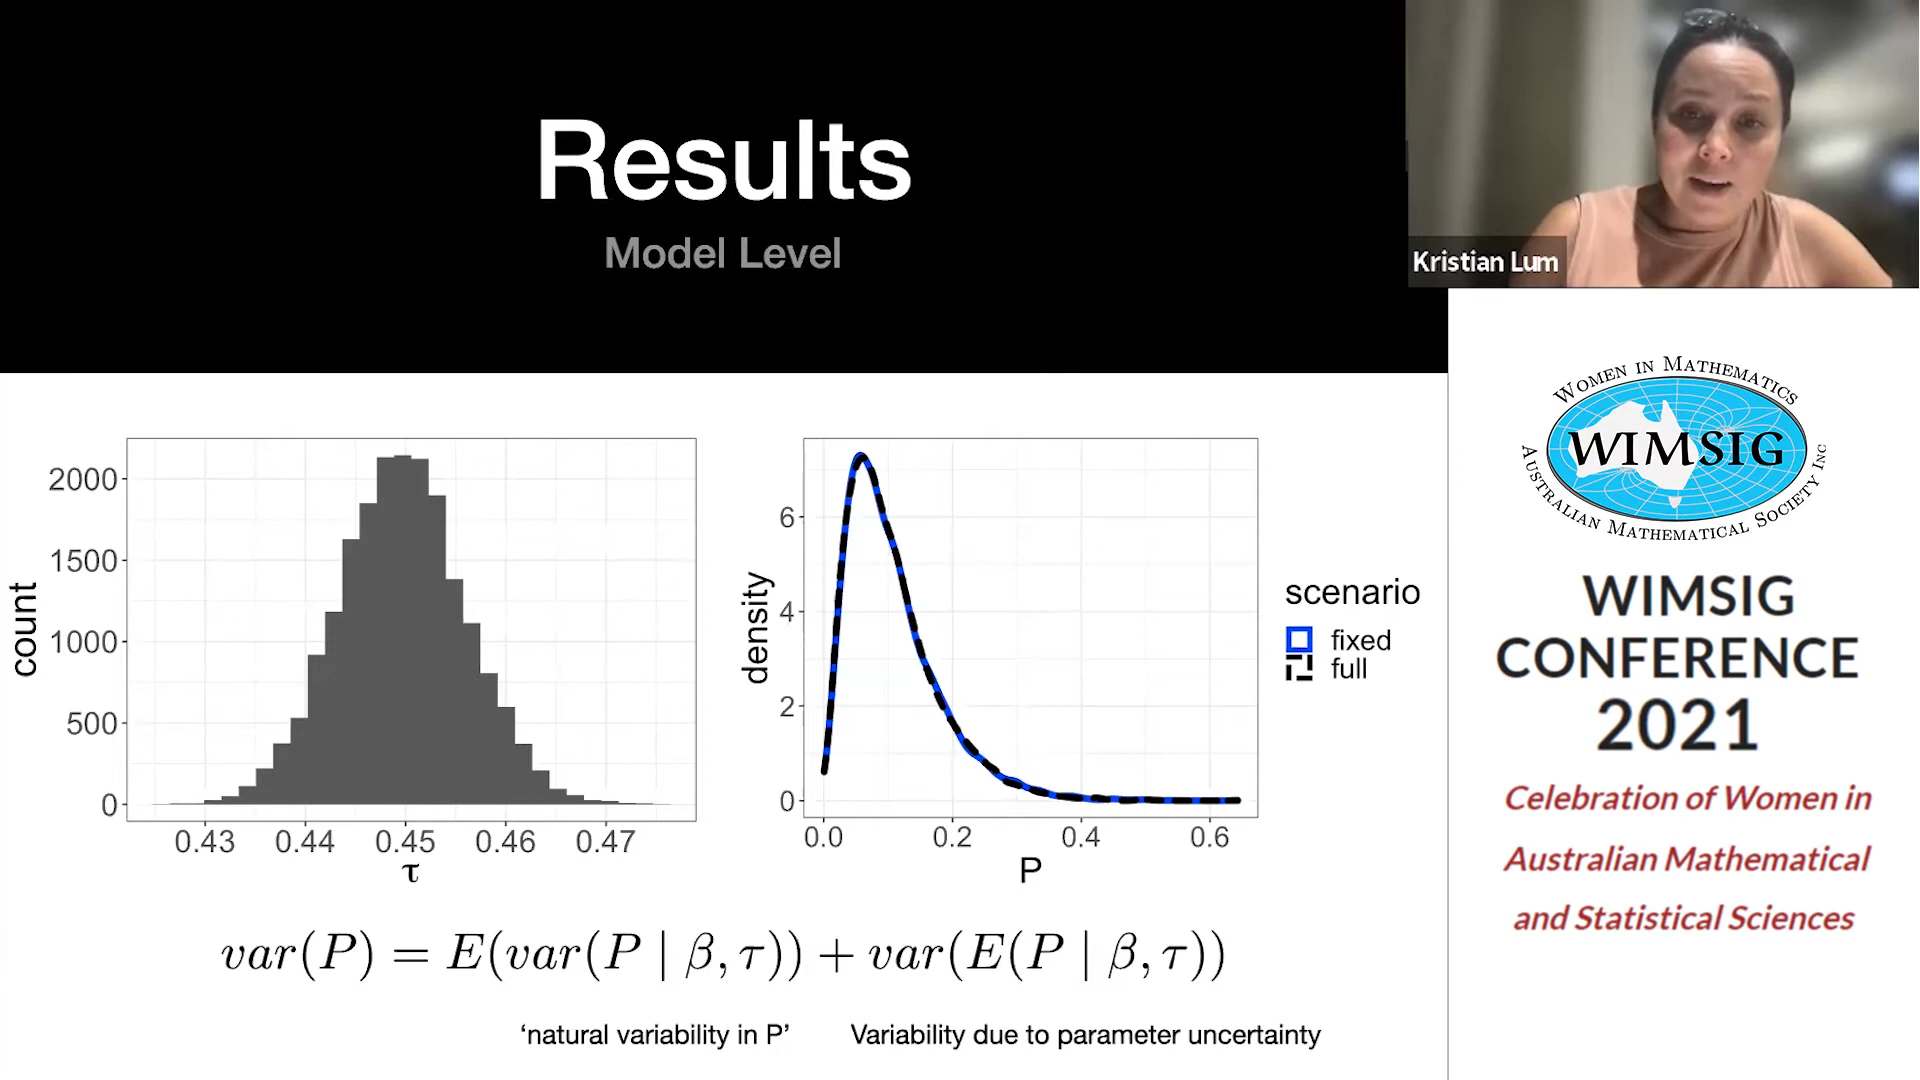 Results
Model Level
Kristian Lum
count
2000
1500
1000
500
0
0.43 0.44 0.45 0.46 0.47
τ
density
6
4
2
0
0.0 0.2 0.4 0.6
P
scenario
fixed
full
var(P) = E(var(P | β, τ)) + var(E(P | β, τ))
‘natural variability in P’ Variability due to parameter uncertainty
WOMEN IN MATHEMATICS
WIMSIG
AUSTRALIAN MATHEMATICAL SOCIETY INC
WIMSIG
CONFERENCE
2021
Celebration of Women in
Australian Mathematical
and Statistical Sciences